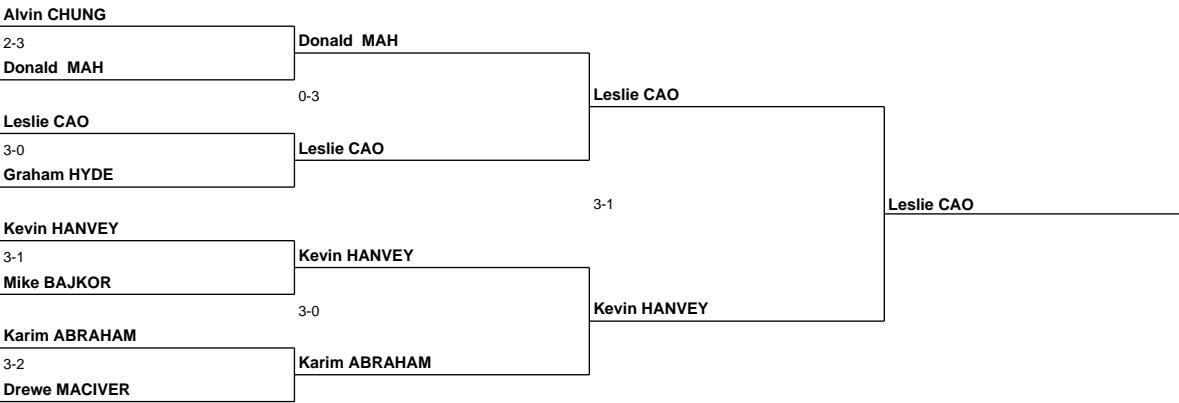 Alvin CHUNG
2-3
Donald MAH
Donald MAH
0-3
Leslie CAO
Leslie CAO
3-0
Leslie CAO
Graham HYDE
3-1
Leslie CAO
Kevin HANVEY
3-1
Kevin HANVEY
Mike BAJKOR
3-0
Kevin HANVEY
Karim ABRAHAM
3-2
Karim ABRAHAM
Drewe MACIVER